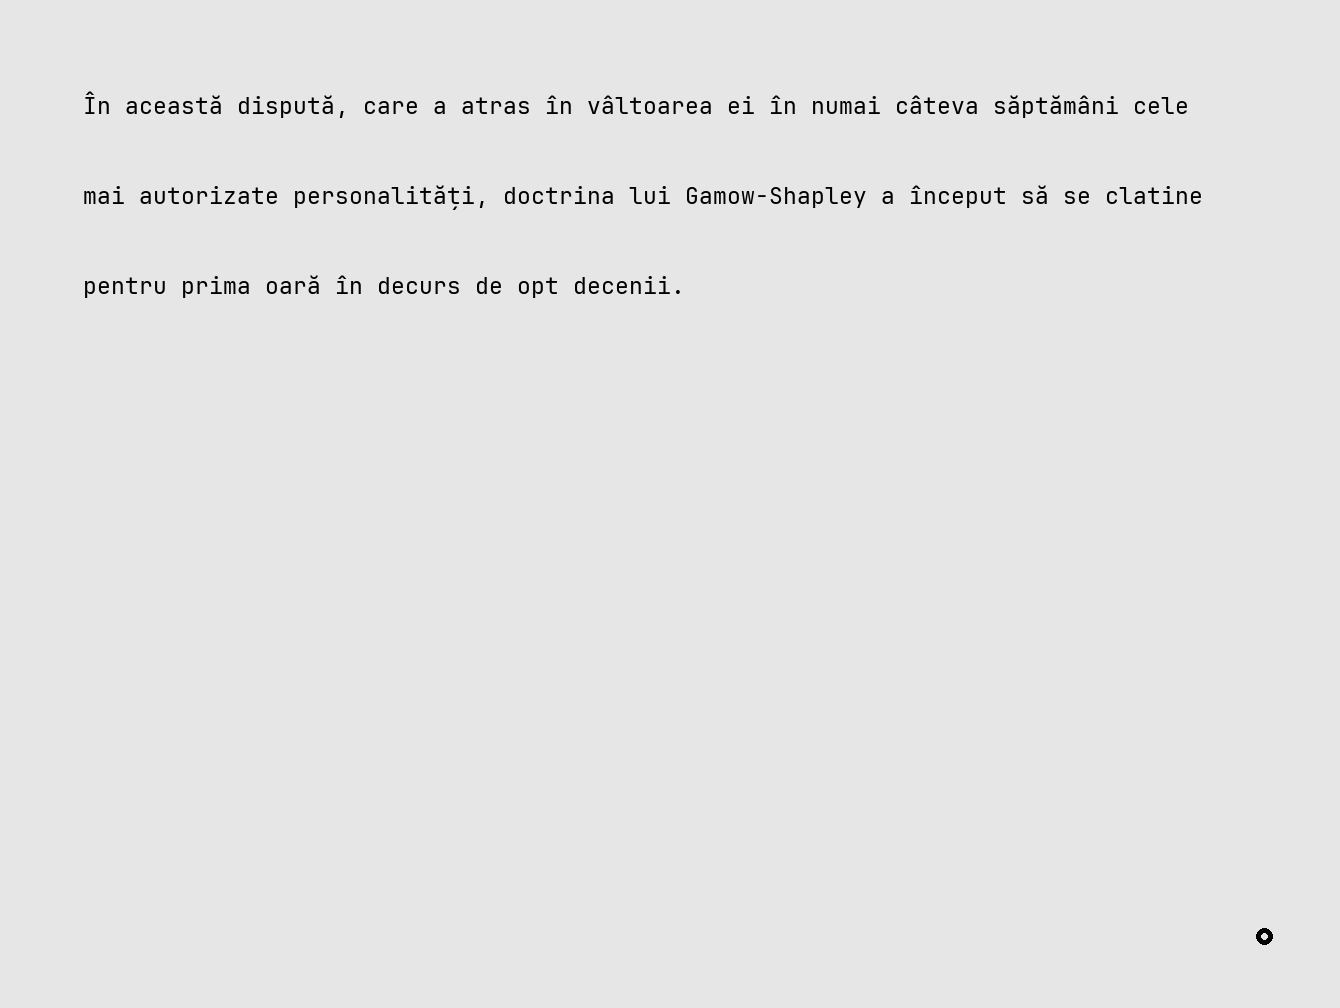 În această dispută, care a atras în vâltoarea ei în numai câteva săptămâni cele
mai autorizate personalități, doctrina lui Gamow-Shapley a început să se clatine
pentru prima oară în decurs de opt decenii.